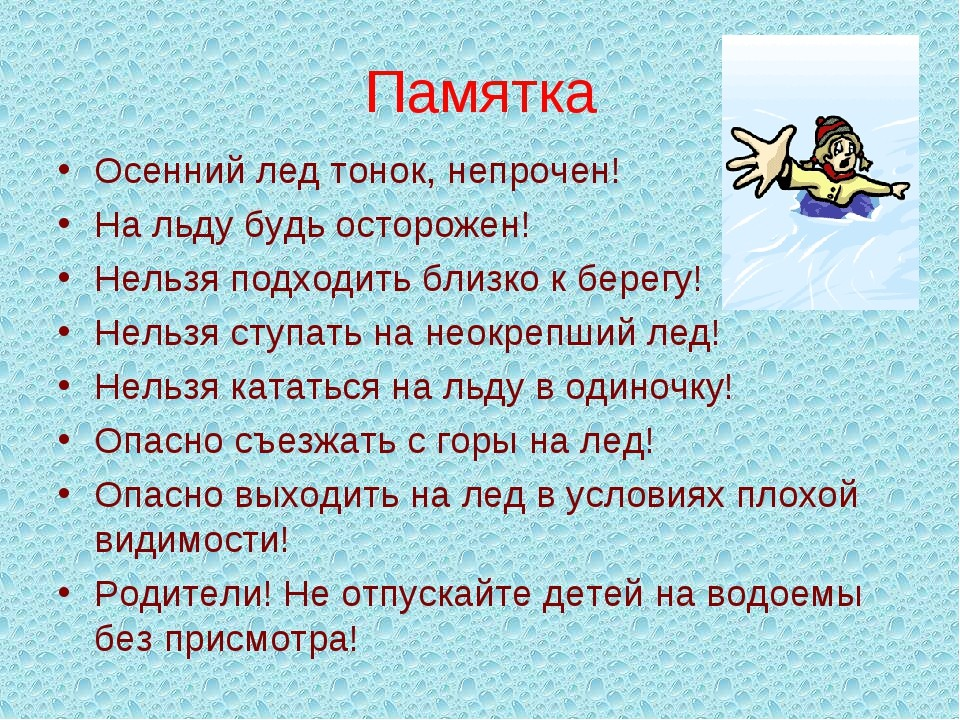 Памятка
• Осенний лед тонок, непрочен!
• На льду будь осторожен!
• Нельзя подходить близко к берегу!
• Нельзя ступать на неокрепший лед!
• Нельзя кататься на льду в одиночку!
• Опасно съезжать с горы на лед!
• Опасно выходить на лед в условиях плохой
видимости!
• Родители! Не отпускайте детей на водоемы
без присмотра!